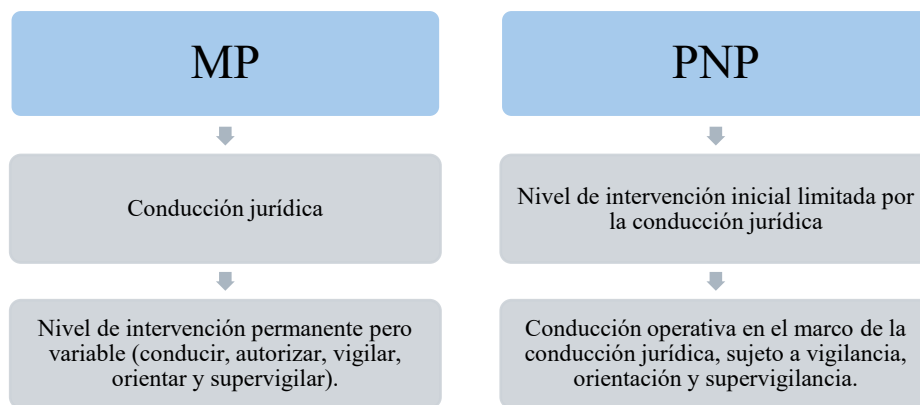 MP
Conducción jurídica
Nivel de intervención permanente pero
variable (conducir, autorizar, vigilar,
orientar y supervigilar).
PNP
Nivel de intervención inicial limitada por
la conducción jurídica
Conducción operativa en el marco de la
conducción jurídica, sujeto a vigilancia,
orientación y supervigilancia.